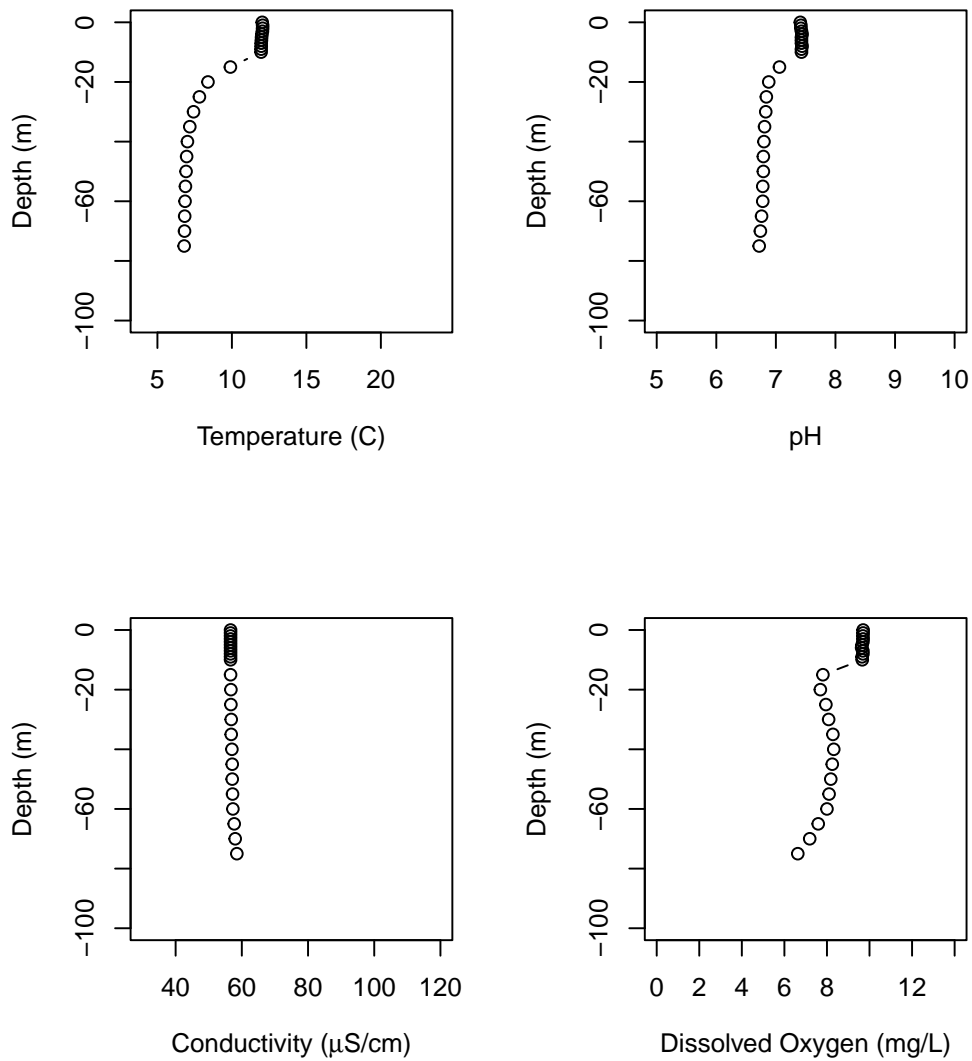 0
−20
−60
−100
Depth (m)
5 10 15 20
Temperature (C)
0
−20
−60
−100
Depth (m)
5 6 7 8 9 10
pH
0
−20
−60
−100
Depth (m)
40 60 80 100 120
Conductivity (µS/cm)
0
−20
−60
−100
Depth (m)
0 2 4 6 8 12
Dissolved Oxygen (mg/L)